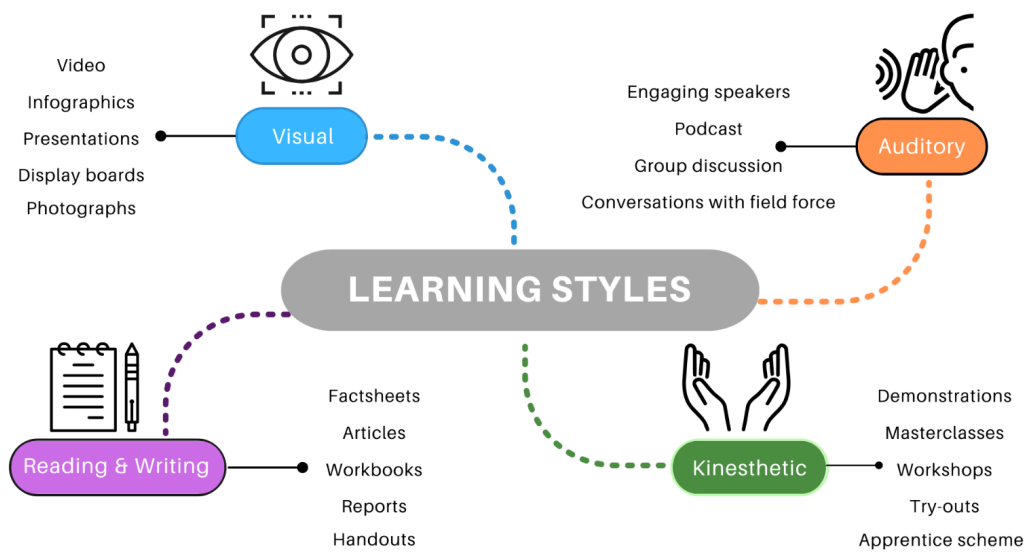 Video
Infographics
Presentations
Display boards
Photographs
Visual
Engaging speakers
Podcast
Group discussion
Conversations with field force
Auditory
LEARNING STYLES
Reading & Writing
Factsheets
Articles
Workbooks
Reports
Handouts
Kinesthetic
Demonstrations
Masterclasses
Workshops
Try-outs
Apprentice scheme